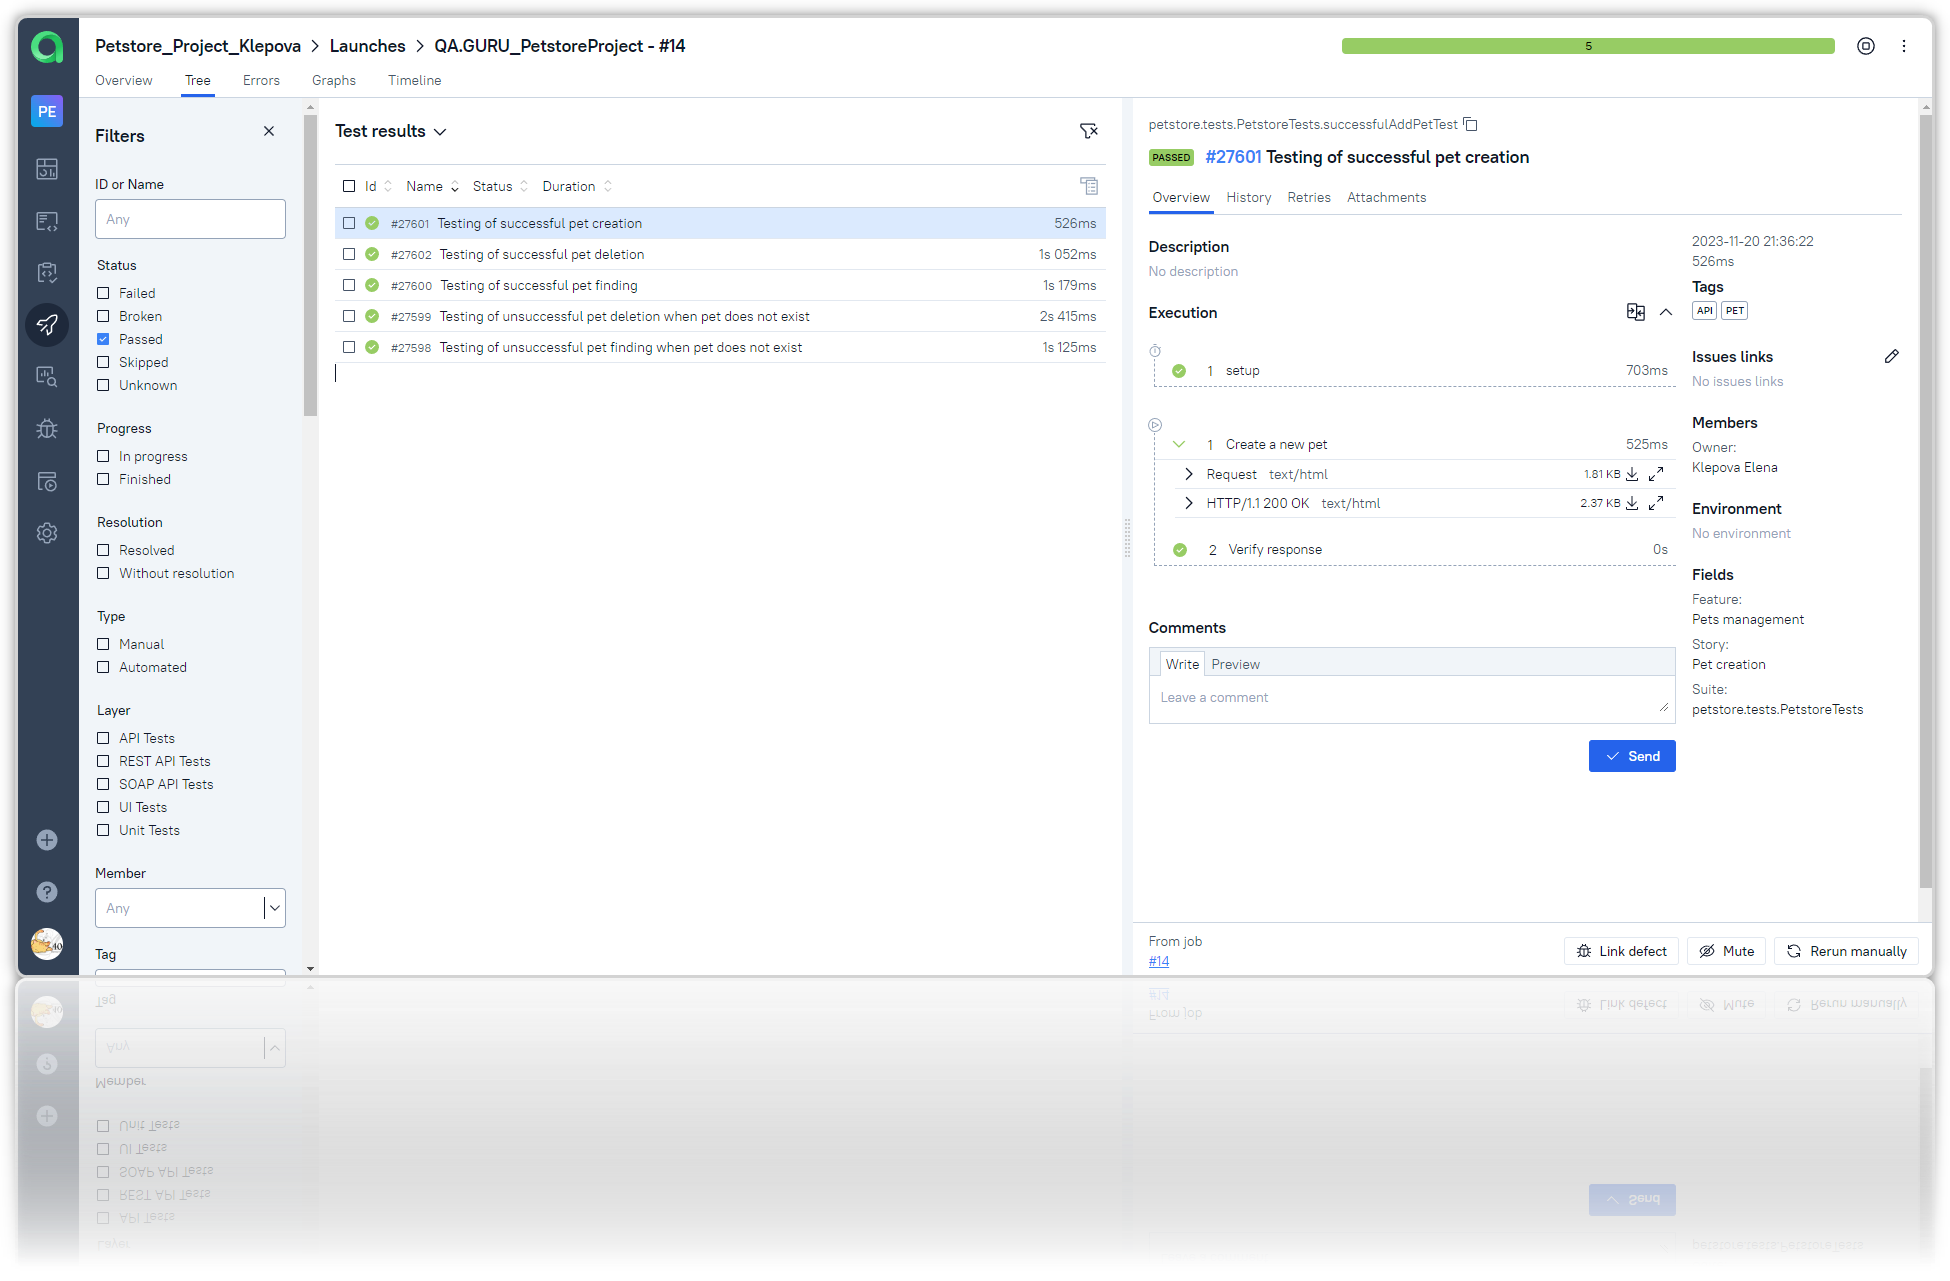 Petstore_Project_Klepova > Launches > QA.GURU_PetstoreProject - #14
5
Overview Tree Errors Graphs Timeline
PE
Filters
ID or Name
Any
Status
Failed
Broken
Passed
Skipped
Unknown
Progress
In progress
Finished
Resolution
Resolved
Without resolution
Type
Manual
Automated
Layer
API Tests
REST API Tests
SOAP API Tests
UI Tests
Unit Tests
Member
Any
Tag
Test results
Id Name Status Duration
#27601 Testing of successful pet creation 526ms
#27602 Testing of successful pet deletion 1s 052ms
#27600 Testing of successful pet finding 1s 179ms
#27599 Testing of unsuccessful pet deletion when pet does not exist 2s 415ms
#27598 Testing of unsuccessful pet finding when pet does not exist 1s 125ms
petstore.tests.PetstoreTests.successfulAddPetTest
PASSED #27601 Testing of successful pet creation
Overview History Retries Attachments
Description
No description
Execution
1 setup 703ms
1 Create a new pet 525ms
Request text/html 1.81 KB
HTTP/1.1 200 OK text/html 2.37 KB
2 Verify response 0s
Comments
Write Preview
Leave a comment
Send
2023-11-20 21:36:22
526ms
Tags
API PET
Issues links
No issues links
Members
Owner:
Klepova Elena
Environment
No environment
Fields
Feature:
Pets management
Story:
Pet creation
Suite:
petstore.tests.PetstoreTests
From job
#14
Link defect Mute Rerun manually